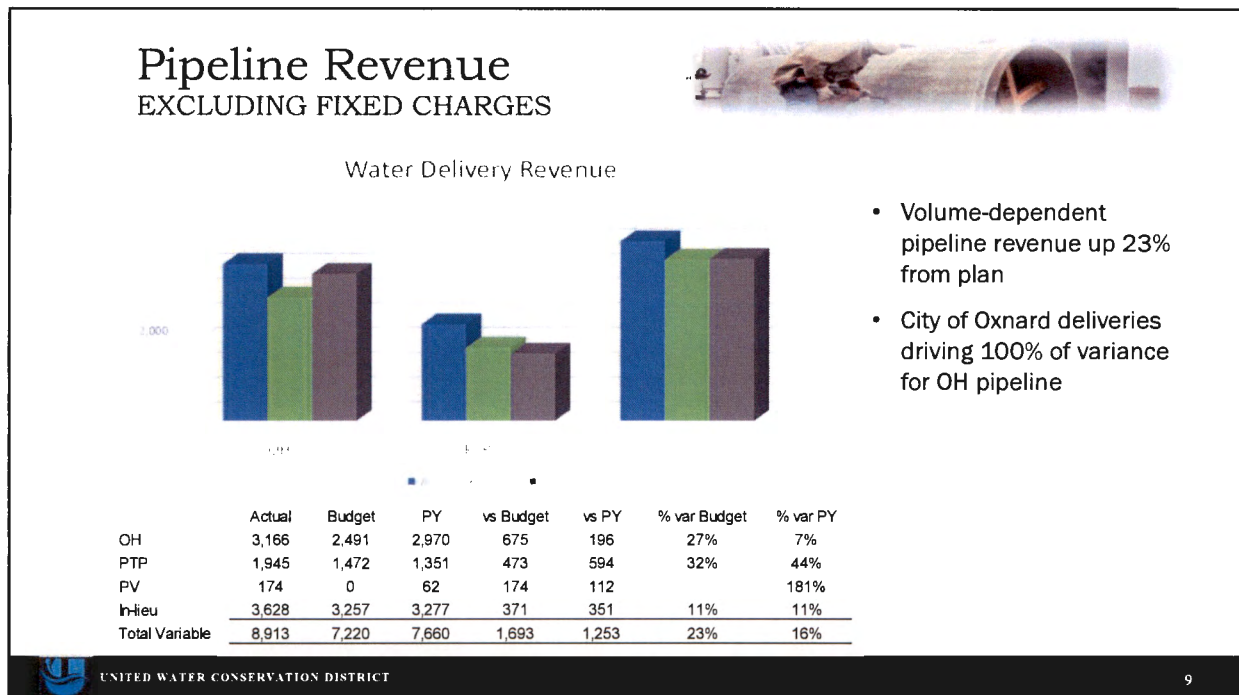 Pipeline Revenue
EXCLUDING FIXED CHARGES
Water Delivery Revenue
2,000
• Volume-dependent
pipeline revenue up 23%
from plan
• City of Oxnard deliveries
driving 100% of variance
for OH pipeline
Actual Budget PY vs Budget vs PY % var Budget % var PY
OH 3,166 2,491 2,970 675 196 27% 7%
PTP 1,945 1,472 1,351 473 594 32% 44%
PV 174 0 62 174 112 181%
In-lieu 3,628 3,257 3,277 371 351 11% 11%
Total Variable 8,913 7,220 7,660 1,693 1,253 23% 16%
UNITED WATER CONSERVATION DISTRICT
9